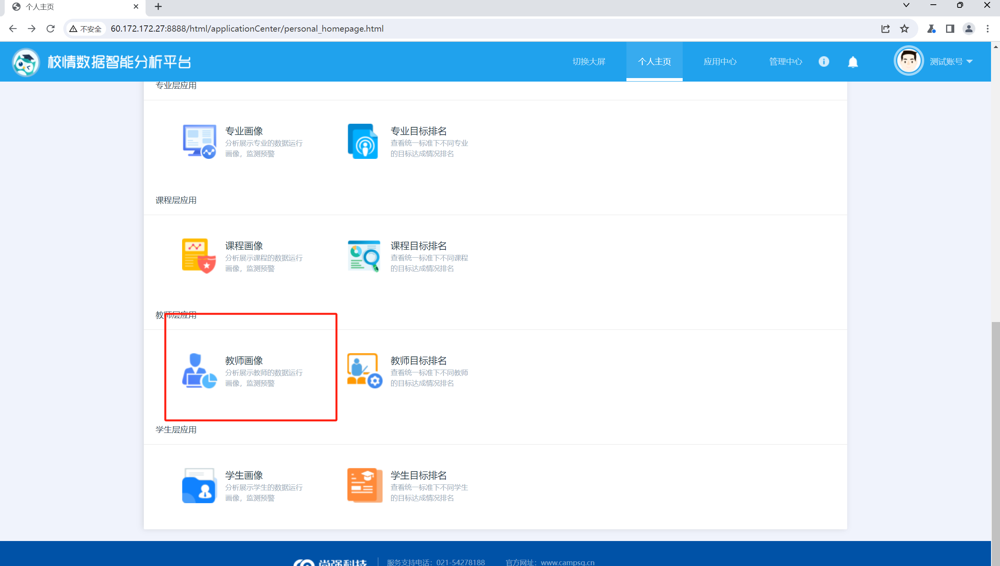 个人主页
不安全 60.172.172.27:8888/html/applicationCenter/personal_homepage.html
校情数据智能分析平台
切换大屏
个人主页
应用中心
管理中心
测试账号
专业层应用
专业画像
分析展示专业的数据运行
画像，监测预警
专业目标排名
查看统一标准下不同专业
的目标达成情况排名
课程层应用
课程画像
分析展示课程的数据运行
画像，监测预警
课程目标排名
查看统一标准下不同课程
的目标达成情况排名
教师层应用
教师画像
分析展示教师的数据运行
画像，监测预警
教师目标排名
查看统一标准下不同教师
的目标达成情况排名
学生层应用
学生画像
分析展示学生的数据运行
画像，监测预警
学生目标排名
查看统一标准下不同学生
的目标达成情况排名
尚强科技
服务支持电话：021-54278188
官方网址：www.campsg.cn